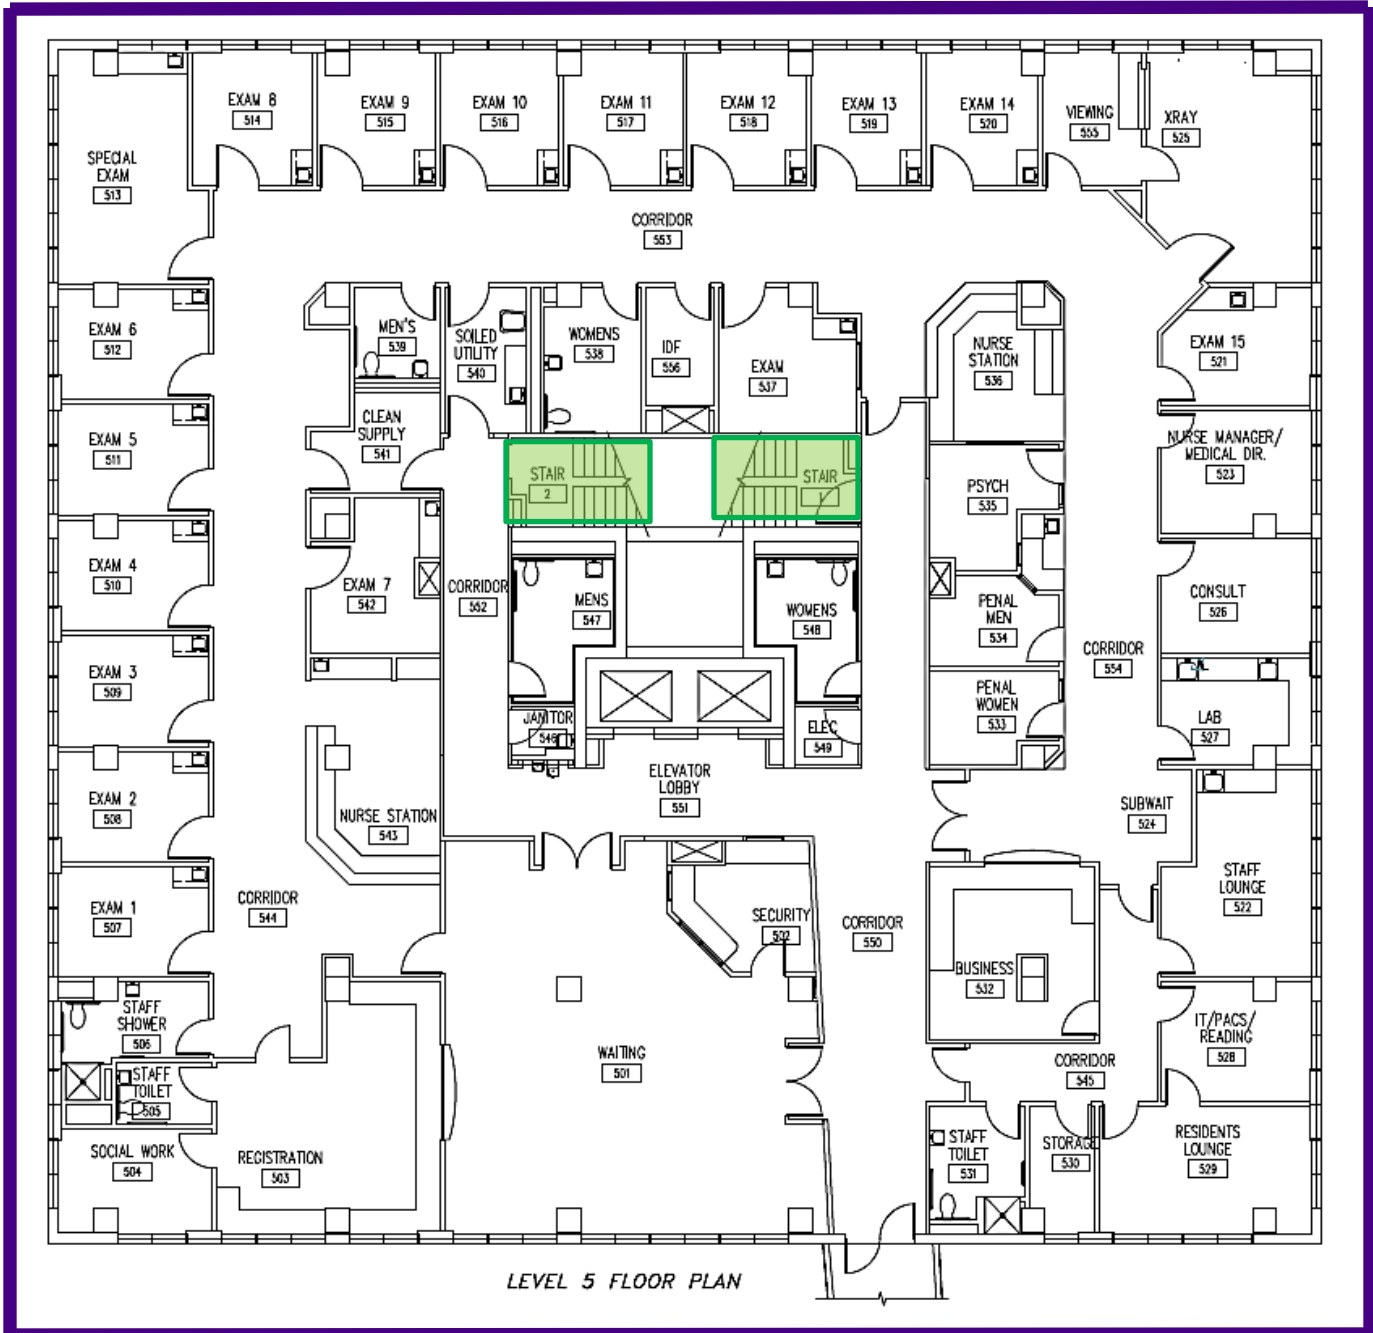 EXAM 8
514
EXAM 9
515
EXAM 10
516
EXAM 11
517
EXAM 12
518
EXAM 13
519
EXAM 14
520
VIEWING
555
XRAY
525
SPECIAL
EXAM
513
CORRIDOR
553
EXAM 6
512
MEN'S
539
SOILED
UTILITY
540
WOMENS
538
IDF
556
EXAM
537
NURSE
STATION
536
EXAM 15
521
EXAM 5
511
CLEAN
SUPPLY
541
NURSE MANAGER/
MEDICAL DIR.
523
STAIR
2
STAIR
1
PSYCH
535
EXAM 4
510
EXAM 7
542
CORRIDOR
552
MENS
547
WOMENS
548
PENAL
MEN
534
CONSULT
526
CORRIDOR
554
EXAM 3
509
PENAL
WOMEN
533
LAB
527
JANITOR
546
ELEC
549
ELEVATOR
LOBBY
551
EXAM 2
508
NURSE STATION
543
SUBWAIT
524
STAFF
LOUNGE
522
EXAM 1
507
CORRIDOR
544
SECURITY
502
CORRIDOR
550
BUSINESS
532
STAFF
SHOWER
506
IT/PACS/
READING
528
WAITING
501
CORRIDOR
545
STAFF
TOILET
505
SOCIAL WORK
504
REGISTRATION
503
STAFF
TOILET
531
STORAGE
530
RESIDENTS
LOUNGE
529
LEVEL 5 FLOOR PLAN